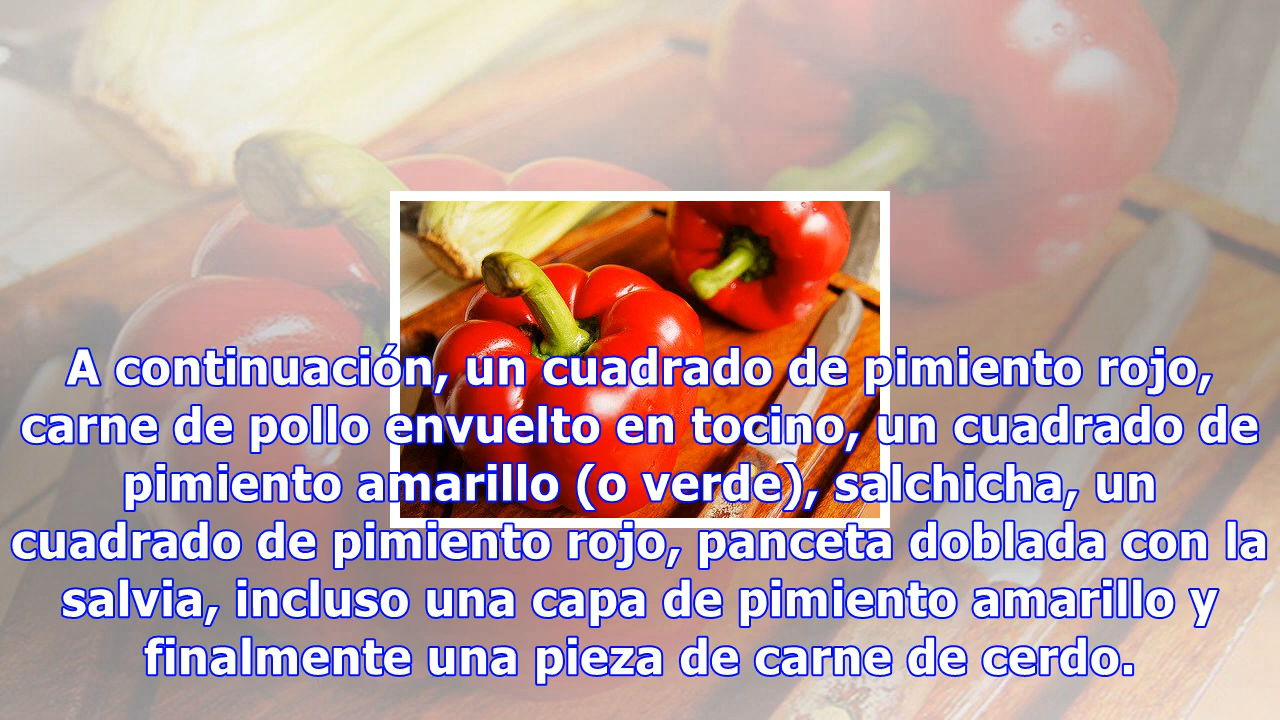 A continuación, un cuadrado de pimiento rojo,
carne de pollo envuelto en tocino, un cuadrado de
pimiento amarillo (o verde), salchicha, un
cuadrado de pimiento rojo, panceta doblada con la
salvia, incluso una capa de pimiento amarillo y
finalmente una pieza de carne de cerdo.